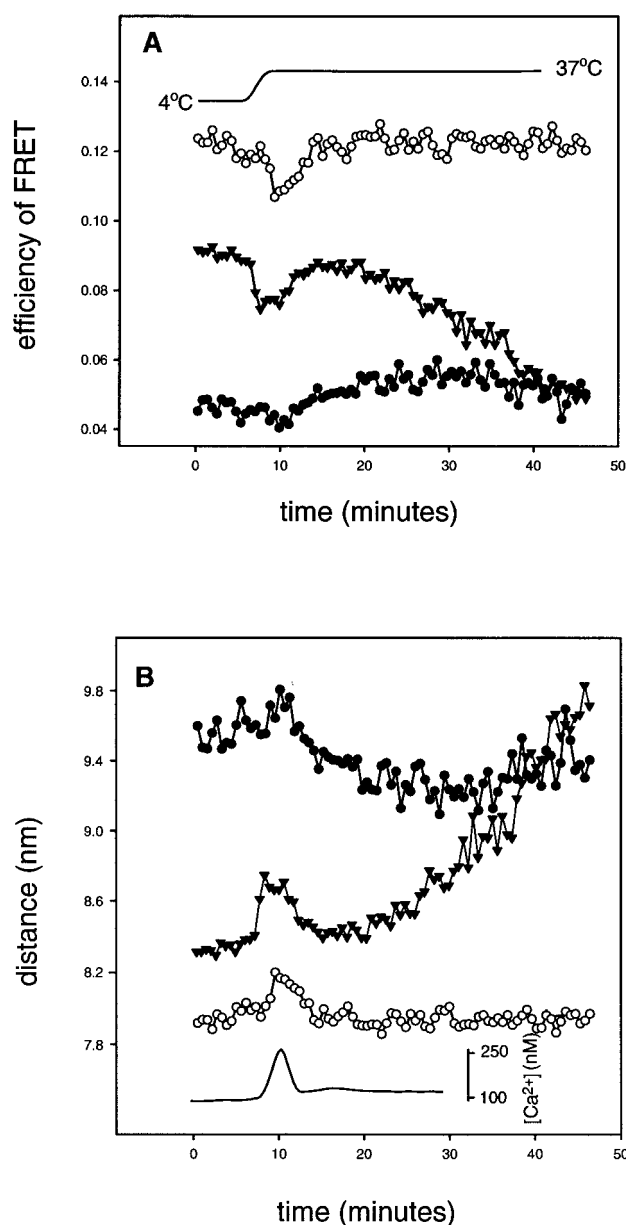 A
0.14
37°C
4°C
0.12
0.10
0.08
0.06
0.04
efficiency of FRET
0 10 20 30 40 50
time (minutes)
B
9.8
9.4
9.0
8.6
8.2
7.8
distance (nm)
250
100
[Ca2+] (nM)
0 10 20 30 40 50
time (minutes)